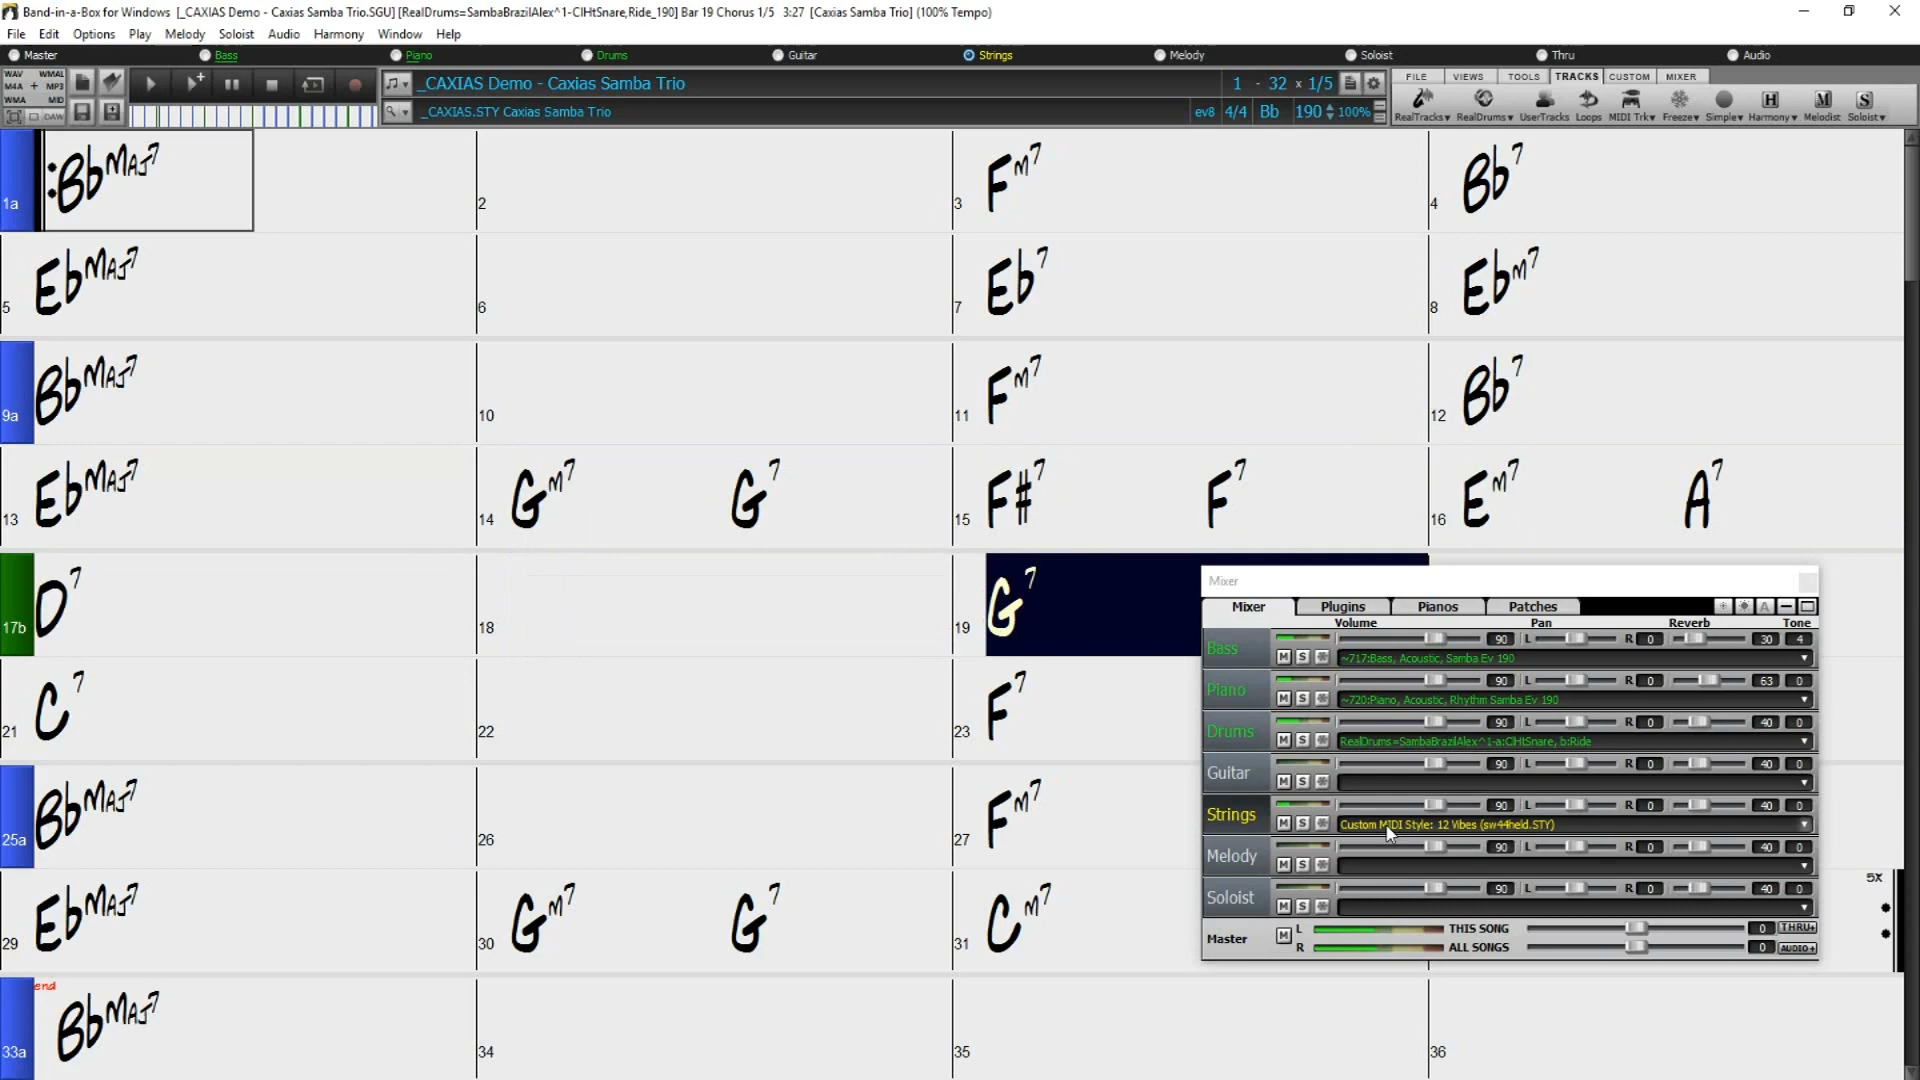 Band-in-a-Box for Windows [_CAXIAS Demo - Caxias Samba Trio.SGU] [RealDrums=SambaBrazilAlex^1-ClHtSnare,Ride_190] Bar 19 Chorus 1/5 3:27 [Caxias Samba Trio] (100% Tempo)
File Edit Options Play Melody Soloist Audio Harmony Window Help
Master Bass Piano Drums Guitar Strings Melody Soloist Thru Audio
WAV WMAL
M4A + MP3
WMA MID
DAW
_CAXIAS Demo - Caxias Samba Trio 1 - 32 x 1/5
_CAXIAS.STY Caxias Samba Trio ev8 4/4 Bb 190 100%
FILE VIEWS TOOLS TRACKS CUSTOM MIXER
RealTracks RealDrums UserTracks Loops MIDI Trk Freeze Simple Harmony Melodist Soloist
1a :BbMAJ7 2 3 Fm7 4 Bb7
5 EbMAJ7 6 7 Eb7 8 Ebm7
9a BbMAJ7 10 11 Fm7 12 Bb7
13 EbMAJ7 14 Gm7 G7 15 F#7 F7 16 Em7 A7
17b D7 18 19 G7
21 C7 22 23 F7
25a BbMAJ7 26 27 Fm7
29 EbMAJ7 30 Gm7 G7 31 Cm7 5X
end
33a BbMAJ7 34 35 36
Mixer
Mixer Plugins Pianos Patches A
Volume Pan Reverb Tone
Bass 90 L R 0 30 4
M S ~717:Bass, Acoustic, Samba Ev 190
Piano 90 L R 0 63 0
M S ~720:Piano, Acoustic, Rhythm Samba Ev 190
Drums 90 L R 0 40 0
M S RealDrums=SambaBrazilAlex^1-a:ClHtSnare, b:Ride
Guitar 90 L R 0 40 0
M S
Strings 90 L R 0 40 0
M S Custom MIDI Style: 12 Vibes (sw44held.STY)
Melody 90 L R 0 40 0
M S
Soloist 90 L R 0 40 0
M S
Master M L THIS SONG 0 THRU+
R ALL SONGS 0 AUDIO+